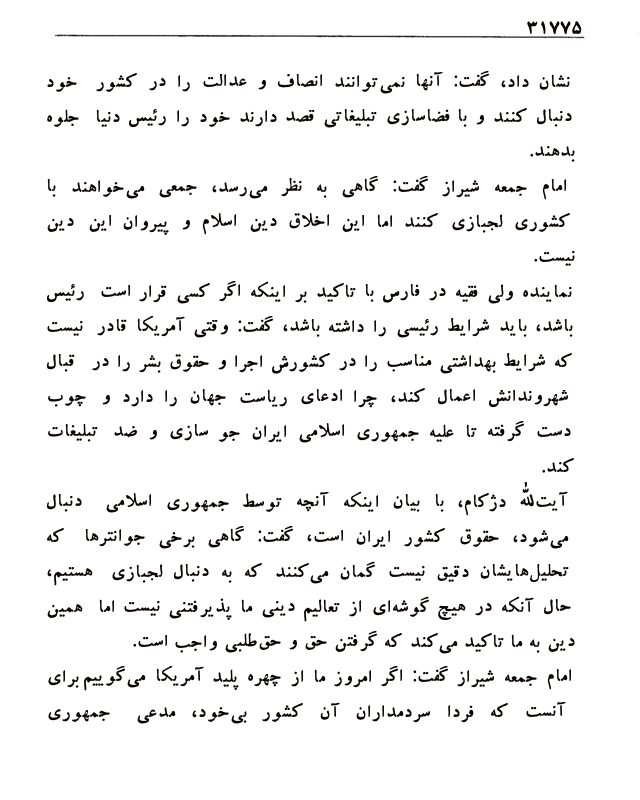 ۳۱۷۷۵
نشان داد، گفت: آنها نمی‌توانند انصاف و عدالت را در کشور خود
دنبال کنند و با فضاسازی تبلیغاتی قصد دارند خود را رئیس دنیا جلوه
بدهند.
امام جمعه شیراز گفت: گاهی به نظر می‌رسد، جمعی می‌خواهند با
کشوری لجبازی کنند اما این اخلاق دین اسلام و پیروان این دین
نیست.
نماینده ولی فقیه در فارس با تاکید بر اینکه اگر کسی قرار است رئیس
باشد، باید شرایط رئیسی را داشته باشد، گفت: وقتی آمریکا قادر نیست
که شرایط بهداشتی مناسب را در کشورش اجرا و حقوق بشر را در قبال
شهروندانش اعمال کند، چرا ادعای ریاست جهان را دارد و چوب
دست گرفته تا علیه جمهوری اسلامی ایران جو سازی و ضد تبلیغات
کند.
آیت‌الله دژکام، با بیان اینکه آنچه توسط جمهوری اسلامی دنبال
می‌شود، حقوق کشور ایران است، گفت: گاهی برخی جوانترها که
تحلیل‌هایشان دقیق نیست گمان می‌کنند که به دنبال لجبازی هستیم،
حال آنکه در هیچ گوشه‌ای از تعالیم دینی ما پذیرفتنی نیست اما همین
دین به ما تاکید می‌کند که گرفتن حق و حق‌طلبی واجب است.
امام جمعه شیراز گفت: اگر امروز ما از چهره پلید آمریکا می‌گوییم برای
آنست که فردا سردمداران آن کشور بی‌خود، مدعی جمهوری